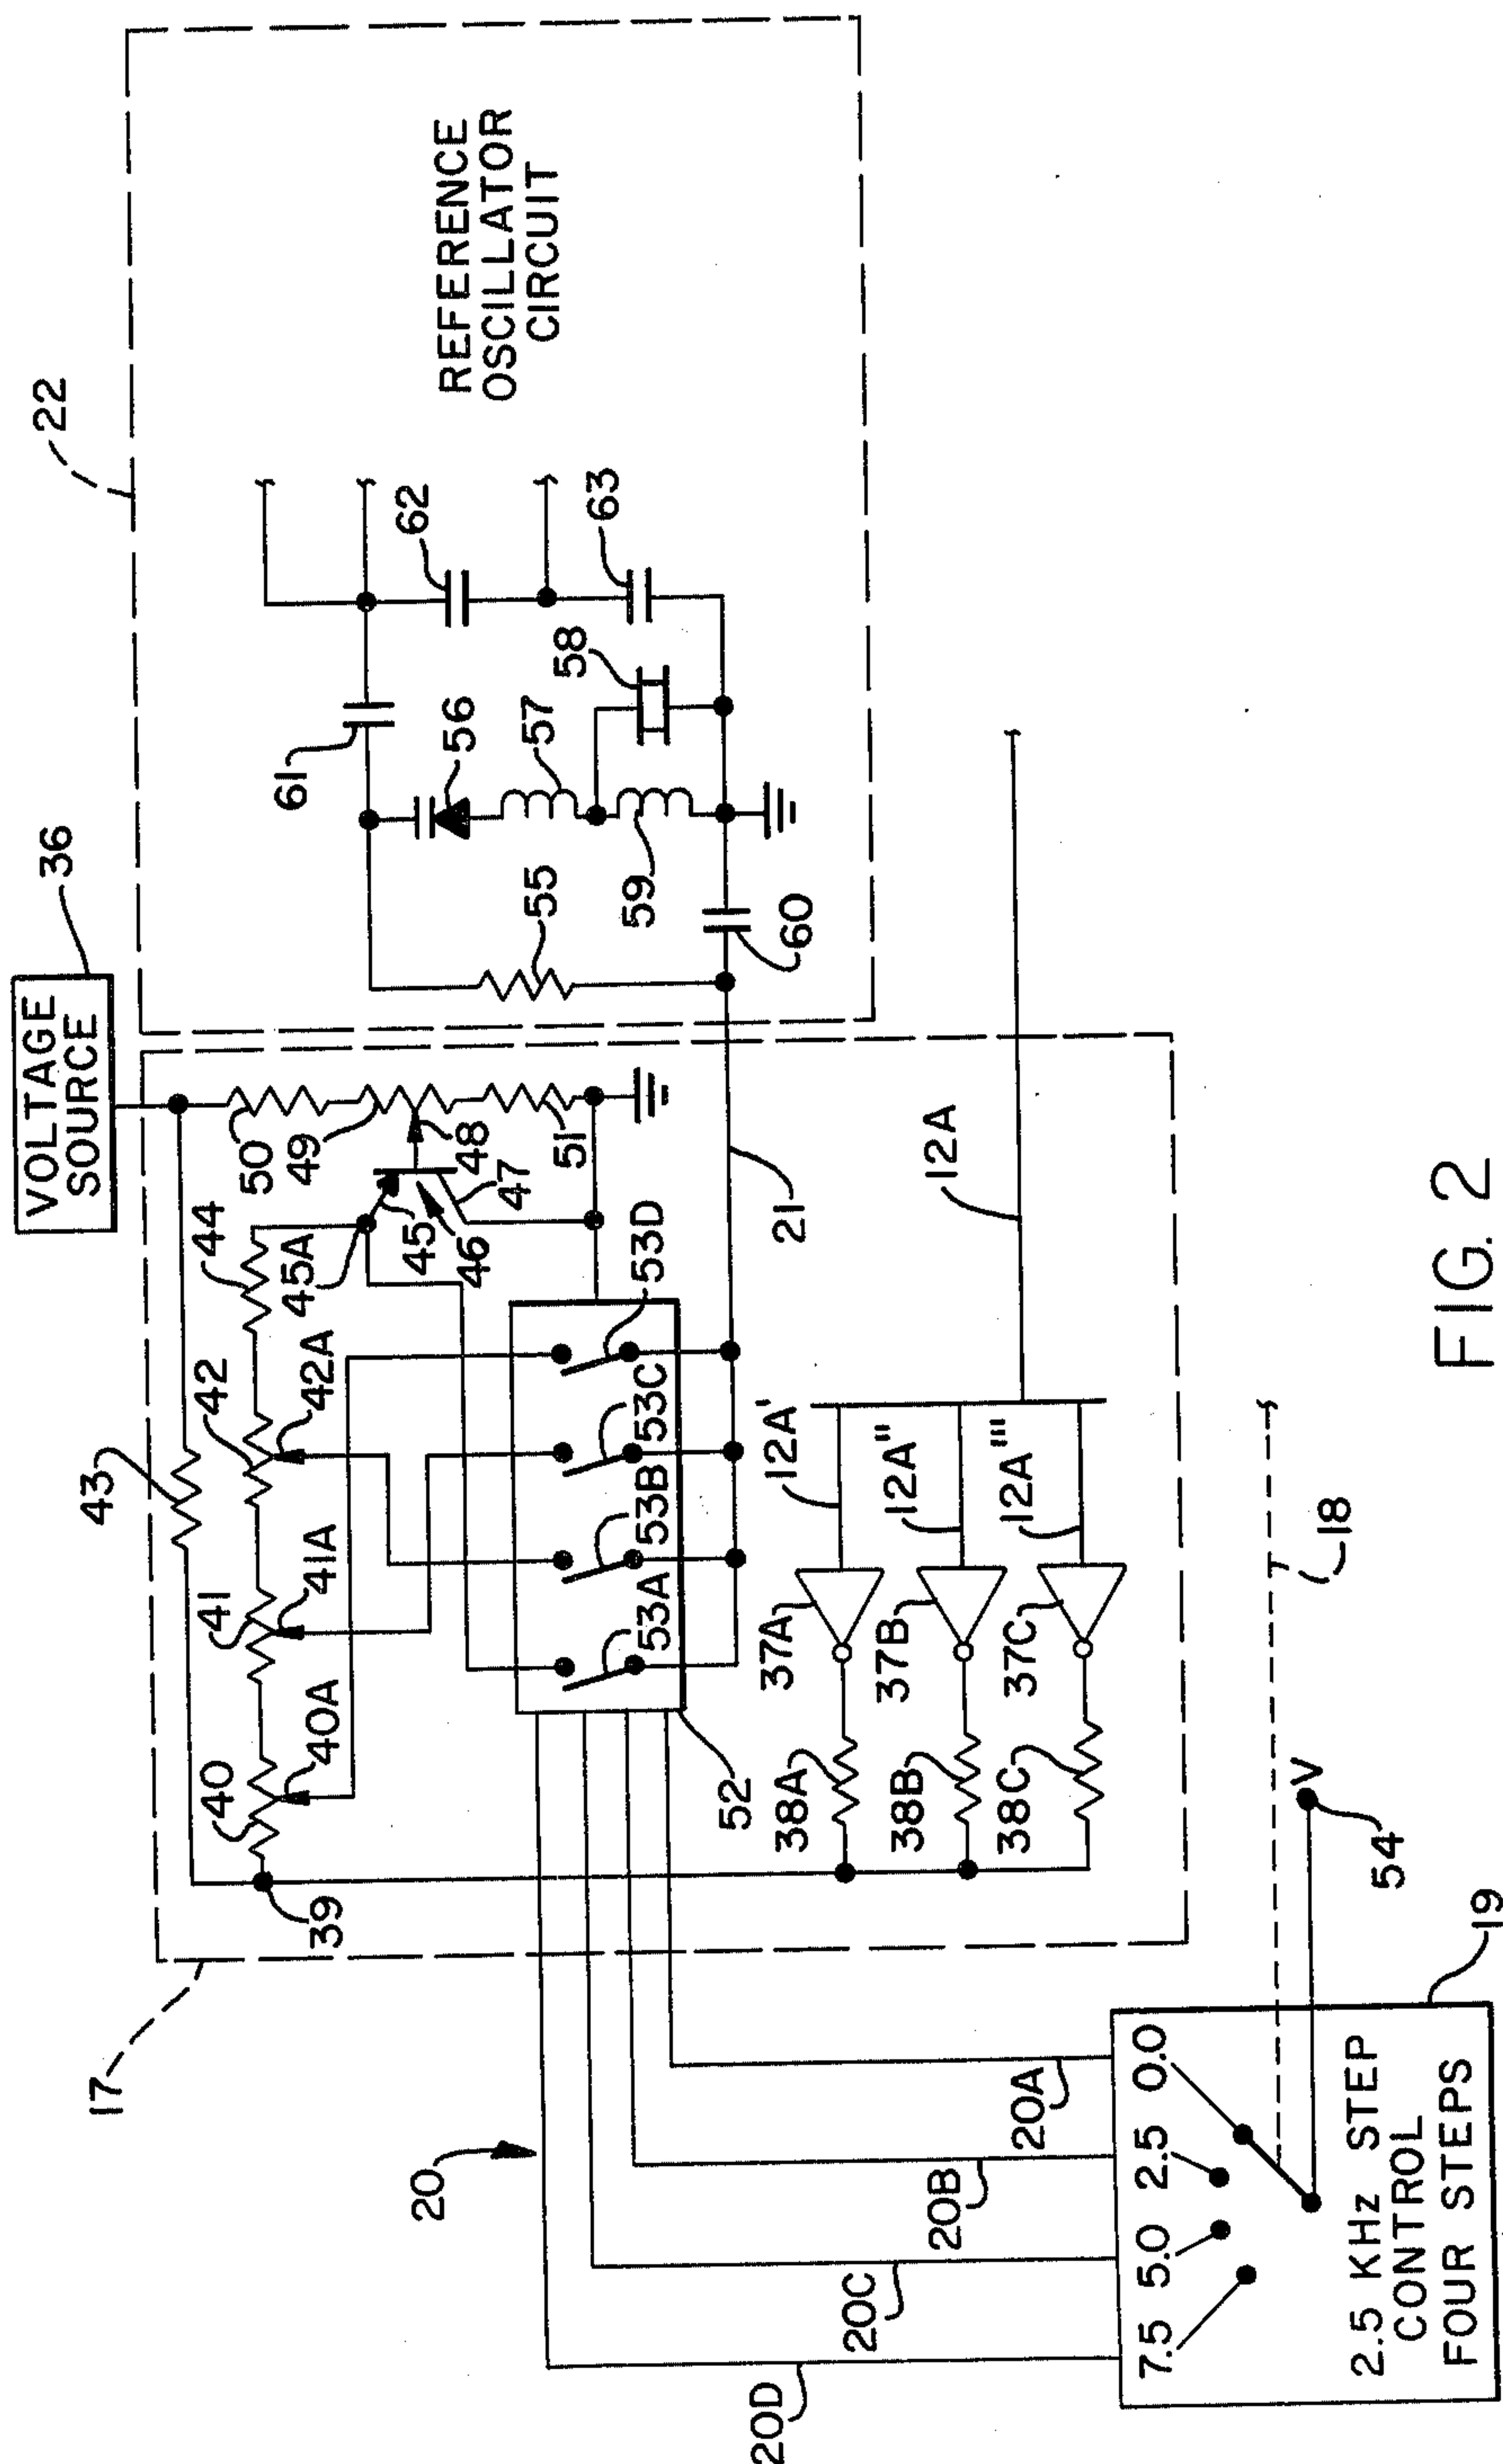 22
REFERENCE
OSCILLATOR
CIRCUIT
VOLTAGE
SOURCE
36
61
62
63
56
57
58
59
55
60
50
49
48
51
47
46
45
45A
44
43
42
42A
41
41A
40
40A
39
17
53D
53C
53B
53A
52
21
12A
12A'
12A"
12A'''
37A
37B
37C
38A
38B
38C
20
20A
20B
20C
20D
18
V
54
19
7.5 5.0 2.5 0.0
2.5 KHz STEP
CONTROL
FOUR STEPS
FIG. 2